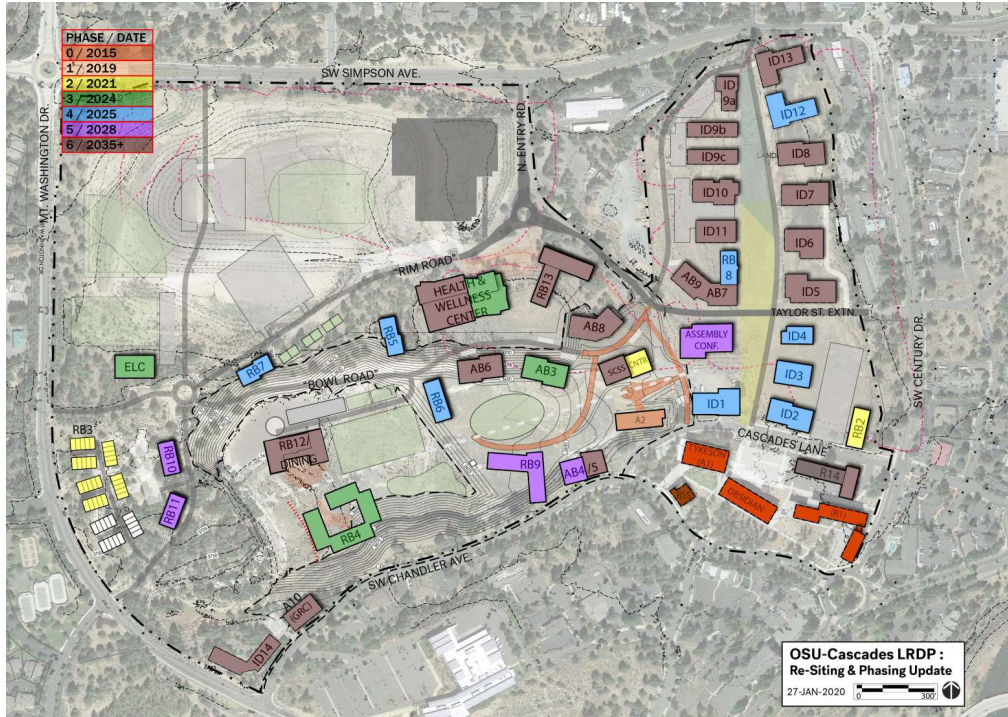 PHASE / DATE
0 / 2015
1 / 2019
2 / 2021
3 / 2024
4 / 2025
5 / 2028
6 / 2035+
SW SIMPSON AVE.
MT. WASHINGTON DR.
N. ENTRY RD.
ID13
ID
9a
ID12
ID9b
ID9c
LAND
ID8
ID10
ID7
ID11
ID6
RB
8
AB9
AB7
ID5
"RIM ROAD"
HEALTH &
WELLNESS
CENTER
RB13
TAYLOR ST. EXTN.
AB8
RB5
ASSEMBLY
CONF.
ID4
SW CENTURY DR.
ELC
RB7
AB6
AB3
SCSS
CNTR
ID3
"BOWL ROAD"
RB6
ID1
ID2
A2
RB2
RB3
RB12/
DINING
CASCADES LANE
RB10
RB9
AB4
/5
TYKESON
(A1)
R14
RB11
OBSIDIAN
(R1)
RB4
SW CHANDLER AVE.
A10
(GRC)
ID14
OSU-Cascades LRDP :
Re-Siting & Phasing Update
27-JAN-2020
0
300'